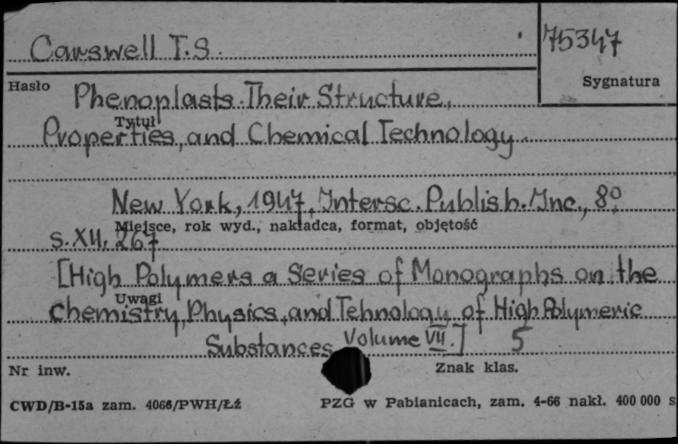 Carswell T.S. 75347
Hasło Sygnatura
Phenoplasts. Their Structure,
Tytuł
Properties, and Chemical Technology
New York, 1947, Intersc. Publish. Inc., 8º,
Miejsce, rok wyd., nakładca, format, objętość
s. XII, 267
[High Polymers a Series of Monographs on the
Uwagi
Chemistry, Physics, and Tehnology of High Polymeric
Substances Volume VII.] 5
Nr inw. Znak klas.
CWD/B-15a zam. 4066/PWH/Łź PZG w Pabianicach, zam. 4-66 nakł. 400 000 s